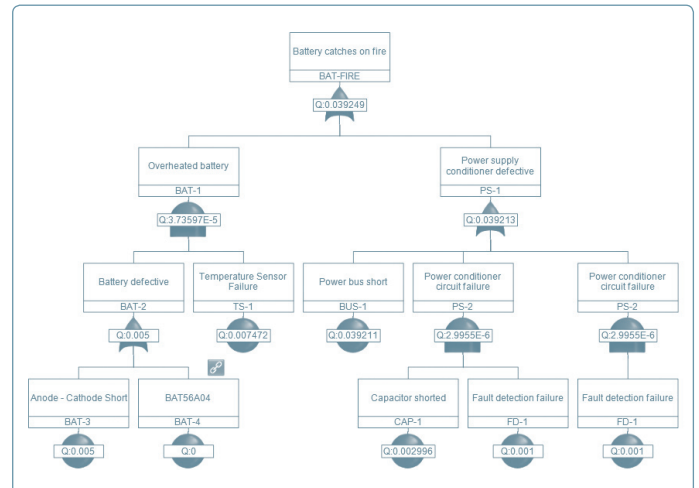 Battery catches on fire
BAT-FIRE
Q:0.039249
Overheated battery
BAT-1
Q:3.73597E-5
Power supply
conditioner defective
PS-1
Q:0.039213
Battery defective
BAT-2
Q:0.005
Temperature Sensor
Failure
TS-1
Q:0.007472
Power bus short
BUS-1
Q:0.039211
Power conditioner
circuit failure
PS-2
Q:2.9955E-6
Power conditioner
circuit failure
PS-2
Q:2.9955E-6
Anode - Cathode Short
BAT-3
Q:0.005
BAT56A04
BAT-4
Q:0
Capacitor shorted
CAP-1
Q:0.002996
Fault detection failure
FD-1
Q:0.001
Fault detection failure
FD-1
Q:0.001